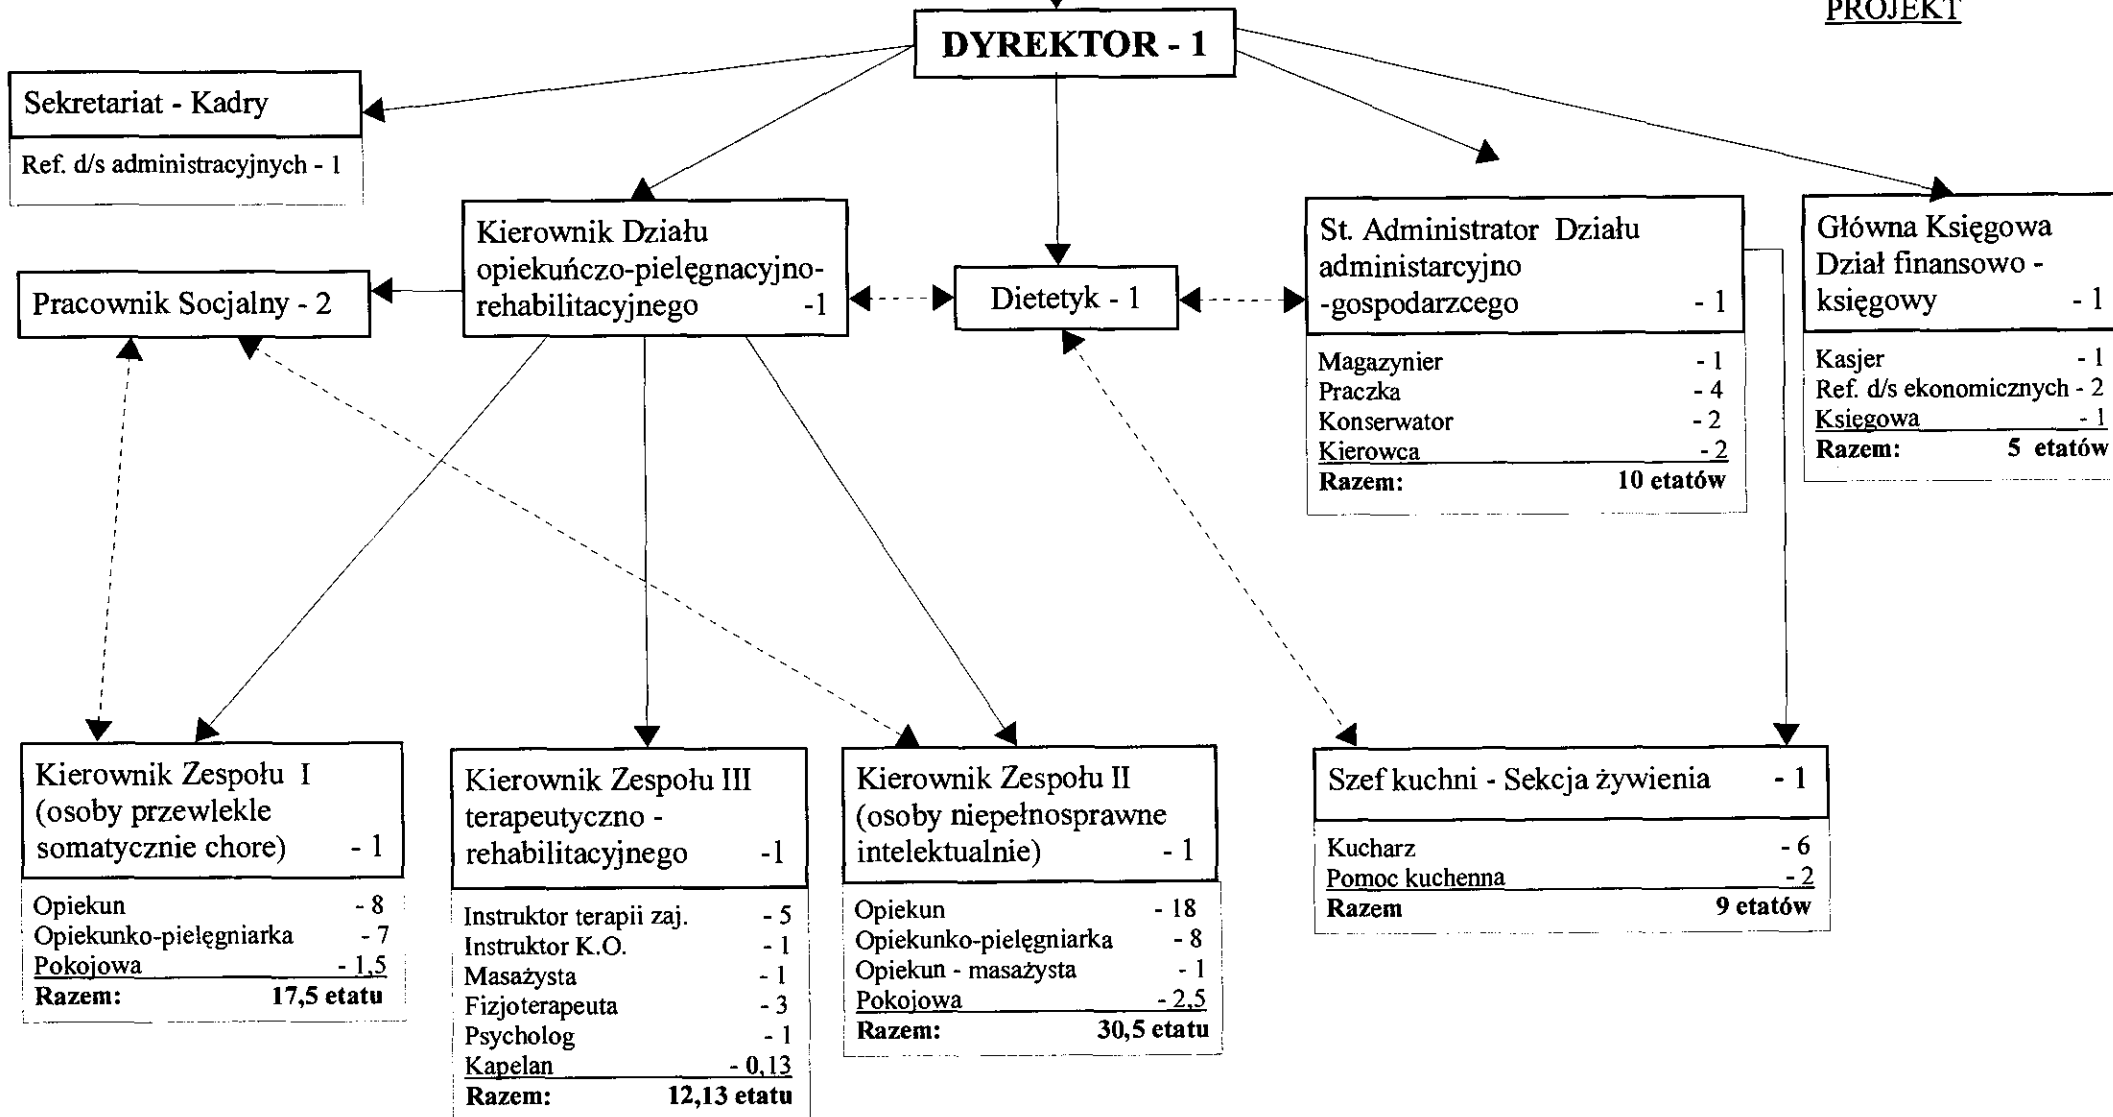 PROJEKT
DYREKTOR - 1
Sekretariat - Kadry
Ref. d/s administracyjnych - 1
Kierownik Działu
opiekuńczo-pielęgnacyjno-
rehabilitacyjnego -1
Pracownik Socjalny - 2
Dietetyk - 1
St. Administrator Działu
administarcyjno
-gospodarzcego - 1
Magazynier - 1
Praczka - 4
Konserwator - 2
Kierowca - 2
Razem: 10 etatów
Główna Księgowa
Dział finansowo -
księgowy - 1
Kasjer - 1
Ref. d/s ekonomicznych - 2
Księgowa - 1
Razem: 5 etatów
Kierownik Zespołu I
(osoby przewlekle
somatycznie chore) - 1
Opiekun - 8
Opiekunko-pielęgniarka - 7
Pokojowa - 1,5
Razem: 17,5 etatu
Kierownik Zespołu III
terapeutyczno -
rehabilitacyjnego -1
Instruktor terapii zaj. - 5
Instruktor K.O. - 1
Masażysta - 1
Fizjoterapeuta - 3
Psycholog - 1
Kapelan - 0,13
Razem: 12,13 etatu
Kierownik Zespołu II
(osoby niepełnosprawne
intelektualnie) - 1
Opiekun - 18
Opiekunko-pielęgniarka - 8
Opiekun - masażysta - 1
Pokojowa - 2,5
Razem: 30,5 etatu
Szef kuchni - Sekcja żywienia - 1
Kucharz - 6
Pomoc kuchenna - 2
Razem 9 etatów